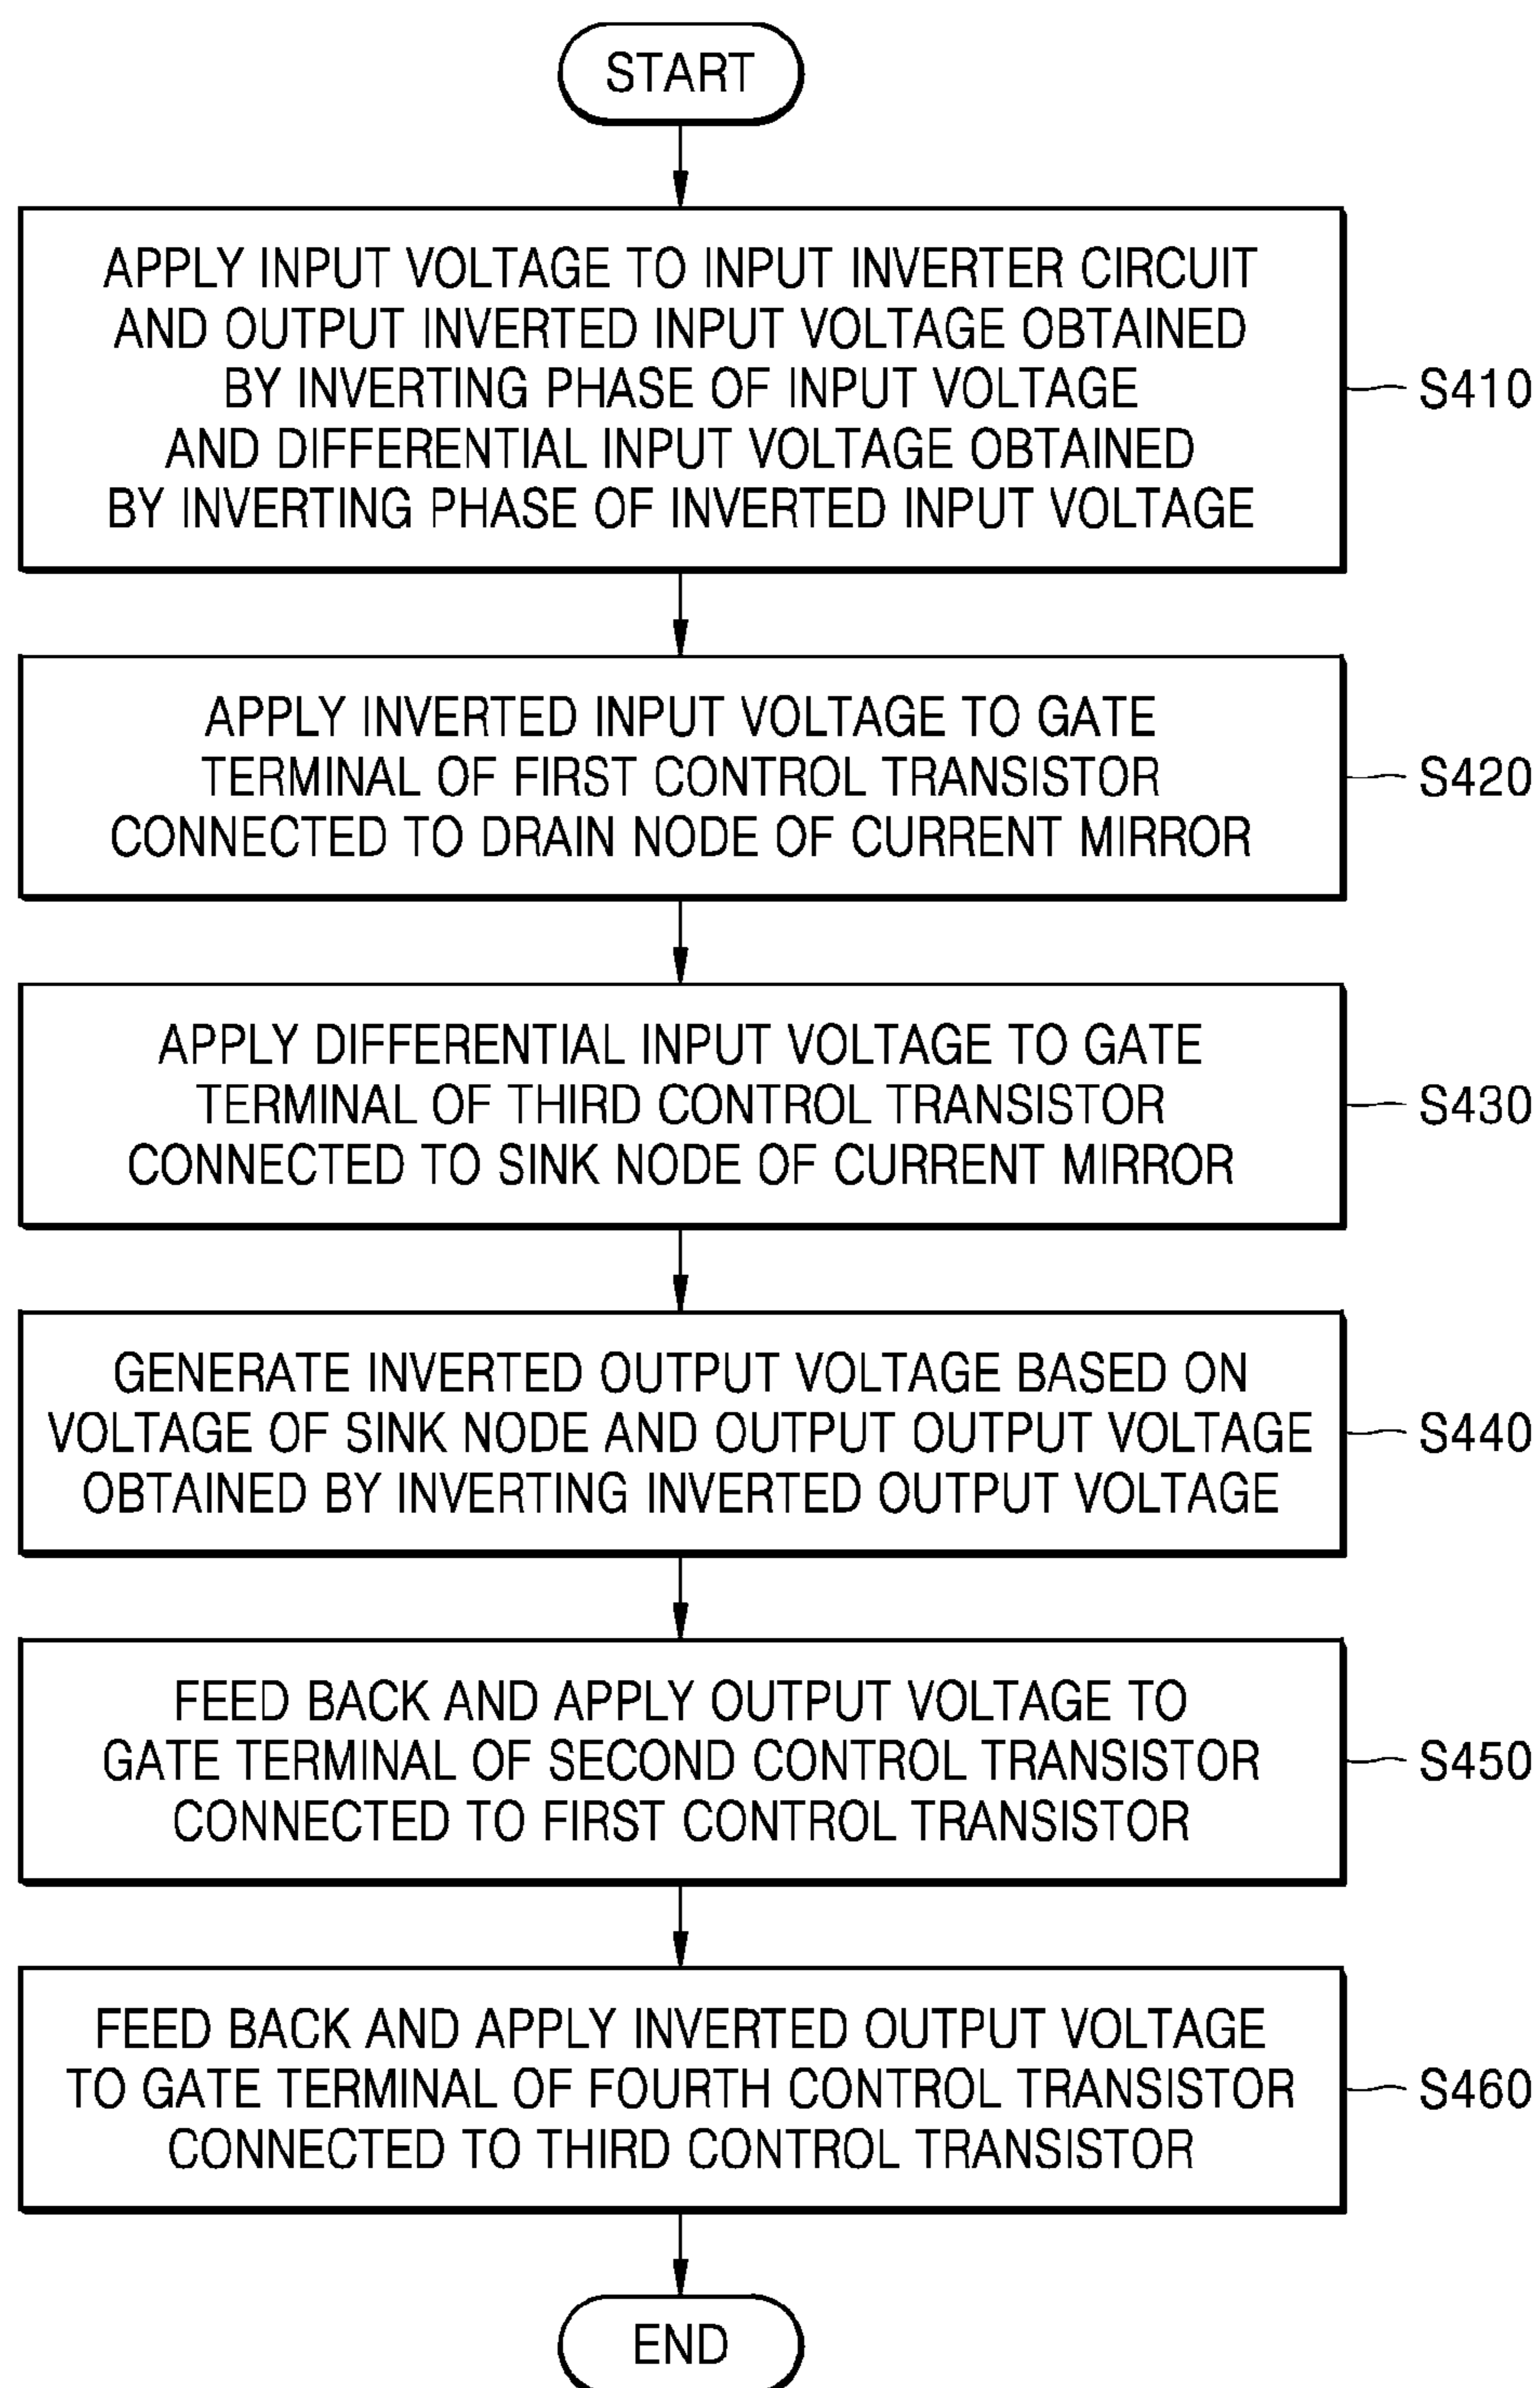 START
APPLY INPUT VOLTAGE TO INPUT INVERTER CIRCUIT
AND OUTPUT INVERTED INPUT VOLTAGE OBTAINED
BY INVERTING PHASE OF INPUT VOLTAGE
AND DIFFERENTIAL INPUT VOLTAGE OBTAINED
BY INVERTING PHASE OF INVERTED INPUT VOLTAGE
S410
APPLY INVERTED INPUT VOLTAGE TO GATE
TERMINAL OF FIRST CONTROL TRANSISTOR
CONNECTED TO DRAIN NODE OF CURRENT MIRROR
S420
APPLY DIFFERENTIAL INPUT VOLTAGE TO GATE
TERMINAL OF THIRD CONTROL TRANSISTOR
CONNECTED TO SINK NODE OF CURRENT MIRROR
S430
GENERATE INVERTED OUTPUT VOLTAGE BASED ON
VOLTAGE OF SINK NODE AND OUTPUT OUTPUT VOLTAGE
OBTAINED BY INVERTING INVERTED OUTPUT VOLTAGE
S440
FEED BACK AND APPLY OUTPUT VOLTAGE TO
GATE TERMINAL OF SECOND CONTROL TRANSISTOR
CONNECTED TO FIRST CONTROL TRANSISTOR
S450
FEED BACK AND APPLY INVERTED OUTPUT VOLTAGE
TO GATE TERMINAL OF FOURTH CONTROL TRANSISTOR
CONNECTED TO THIRD CONTROL TRANSISTOR
S460
END